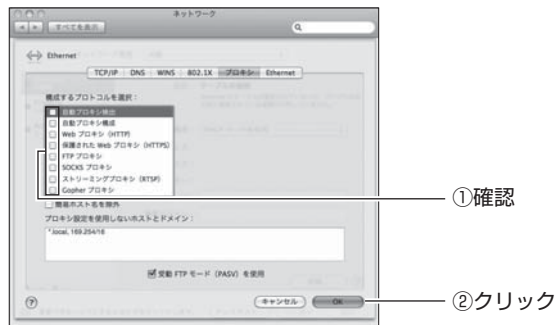 ネットワーク
すべてを表示
Ethernet
TCP/IP DNS WINS 802.1X プロキシ Ethernet
構成するプロトコルを選択：
自動プロキシ検出
自動プロキシ構成
Web プロキシ (HTTP)
保護された Web プロキシ (HTTPS)
FTP プロキシ
SOCKS プロキシ
ストリーミングプロキシ (RTSP)
Gopher プロキシ
①確認
簡易ホスト名を除外
プロキシ設定を使用しないホストとドメイン：
*.local, 169.254/16
受動 FTP モード (PASV) を使用
? キャンセル OK
②クリック